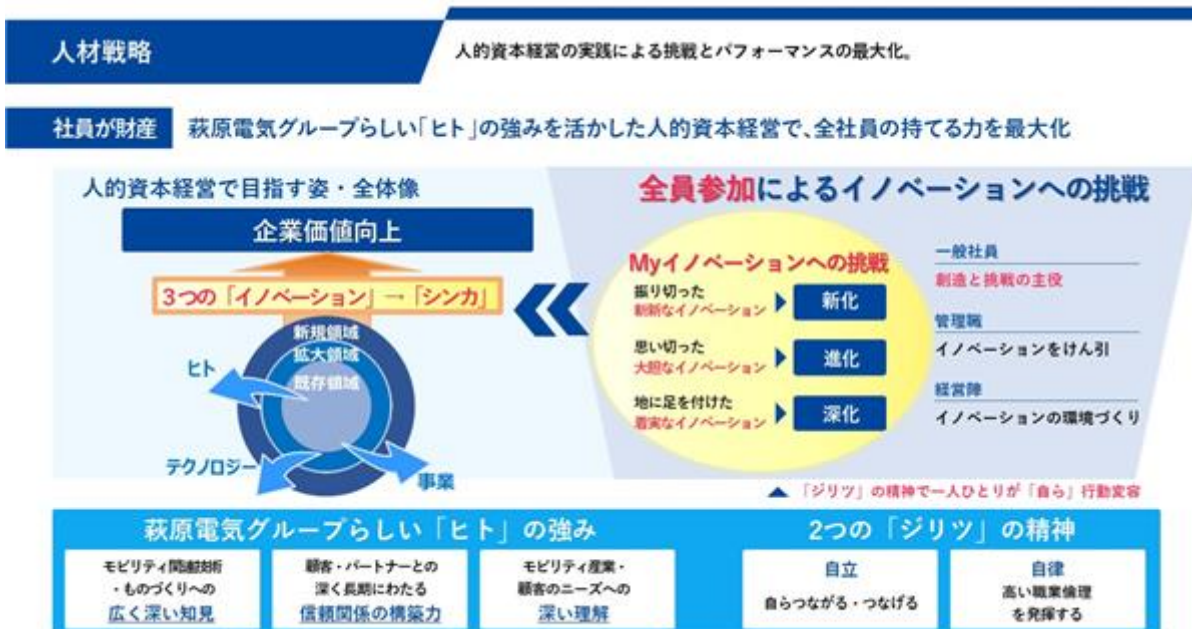 人材戦略
人的資本経営の実践による挑戦とパフォーマンスの最大化。
社員が財産
萩原電気グループらしい「ヒト」の強みを活かした人的資本経営で、全社員の持てる力を最大化
人的資本経営で目指す姿・全体像
企業価値向上
3つの「イノベーション」→「シンカ」
新規領域
拡大領域
既存領域
ヒト
テクノロジー
事業
全員参加によるイノベーションへの挑戦
Myイノベーションへの挑戦
振り切った
斬新なイノベーション
新化
思い切った
大胆なイノベーション
進化
地に足を付けた
着実なイノベーション
深化
一般社員
創造と挑戦の主役
管理職
イノベーションをけん引
経営陣
イノベーションの環境づくり
「ジリツ」の精神で一人ひとりが「自ら」行動変容
萩原電気グループらしい「ヒト」の強み
モビリティ関連技術
・ものづくりへの
広く深い知見
顧客・パートナーとの
深く長期にわたる
信頼関係の構築力
モビリティ産業・
顧客のニーズへの
深い理解
2つの「ジリツ」の精神
自立
自らつながる・つなげる
自律
高い職業倫理
を発揮する